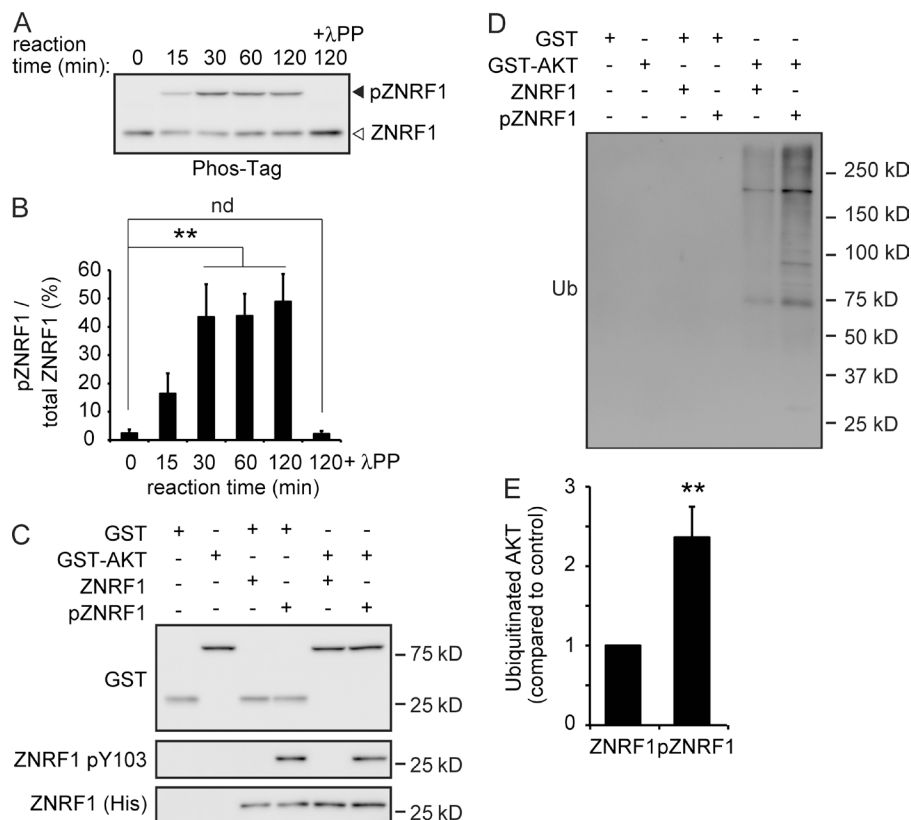 A
reaction
time (min):
+λPP
0 15 30 60 120 120
pZNRF1
ZNRF1
Phos-Tag
B
nd
**
pZNRF1 /
total ZNRF1 (%)
60
50
40
30
20
10
0
0 15 30 60 120 120+ λPP
reaction time (min)
C
GST + - + + - -
GST-AKT - + - - + +
ZNRF1 - - + - + -
pZNRF1 - - - + - +
GST
75 kD
25 kD
ZNRF1 pY103
25 kD
ZNRF1 (His)
25 kD
D
GST + - + + - -
GST-AKT - + - - + +
ZNRF1 - - + - + -
pZNRF1 - - - + - +
Ub
250 kD
150 kD
100 kD
75 kD
50 kD
37 kD
25 kD
E
Ubiquitinated AKT
(compared to control)
3
2
1
0
**
ZNRF1 pZNRF1